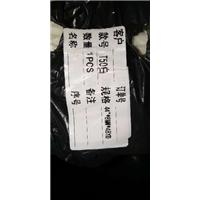 客户 订单号
款号 T50白 规格
数量 1PCS 备注
名称 序号